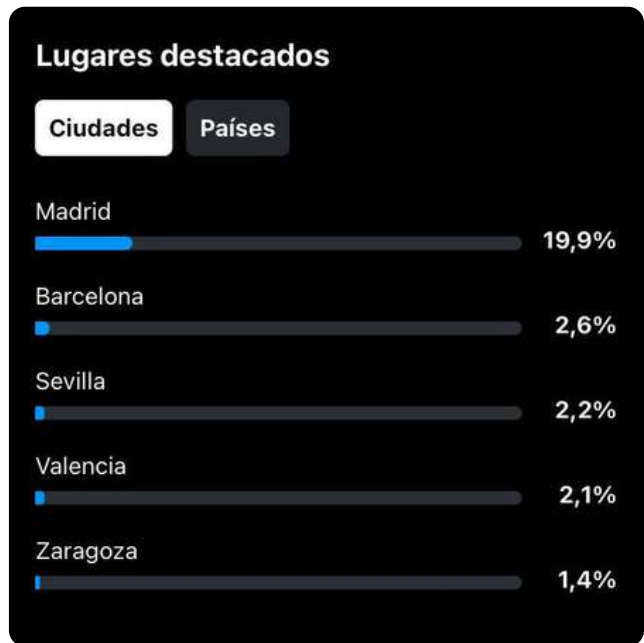 Lugares destacados
Ciudades Países
Madrid
19,9%
Barcelona
2,6%
Sevilla
2,2%
Valencia
2,1%
Zaragoza
1,4%